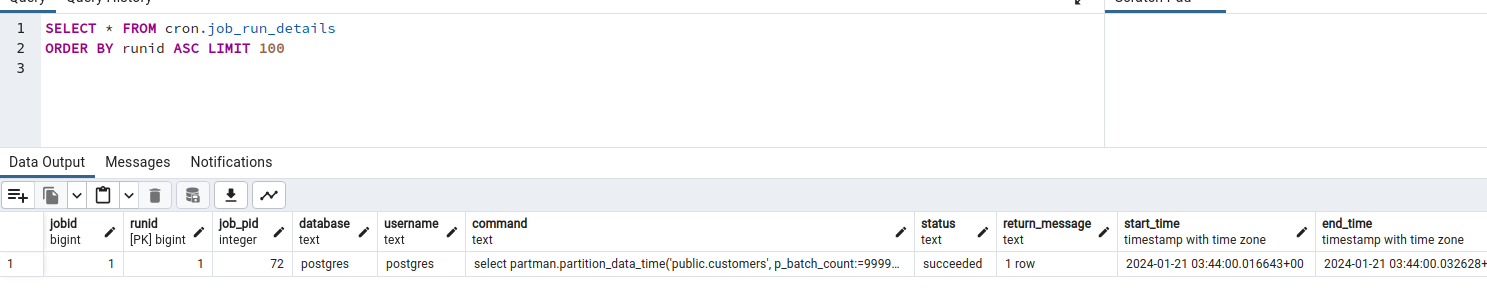 Query Query History
Scratch Pad
1 SELECT * FROM cron.job_run_details
2 ORDER BY runid ASC LIMIT 100
3
Data Output Messages Notifications
jobid runid job_pid database username command status return_message start_time end_time
bigint [PK] bigint integer text text text text text timestamp with time zone timestamp with time zone
1 1 1 72 postgres postgres select partman.partition_data_time('public.customers', p_batch_count:=9999... succeeded 1 row 2024-01-21 03:44:00.016643+00 2024-01-21 03:44:00.032628+